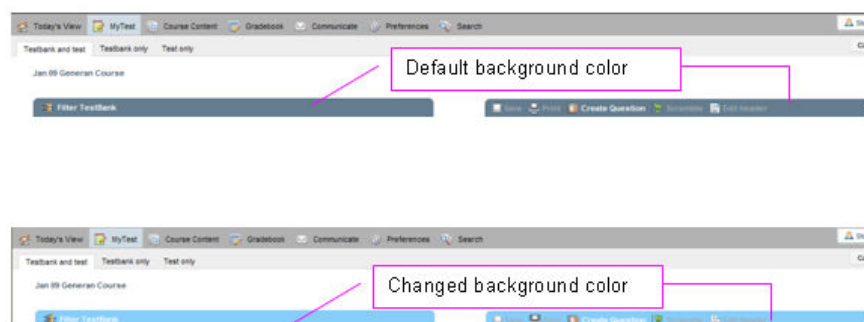 Today's View MyTest Course Content Gradebook Communicate Preferences Search
Testbank and test Testbank only Test only
Default background color
Jan 09 Generan Course
Filter TestBank
Save Print Create Question Scramble Edit Header
Today's View MyTest Course Content Gradebook Communicate Preferences Search
Testbank and test Testbank only Test only
Changed background color
Jan 09 Generan Course
Filter TestBank
Create Question Scramble Edit Header